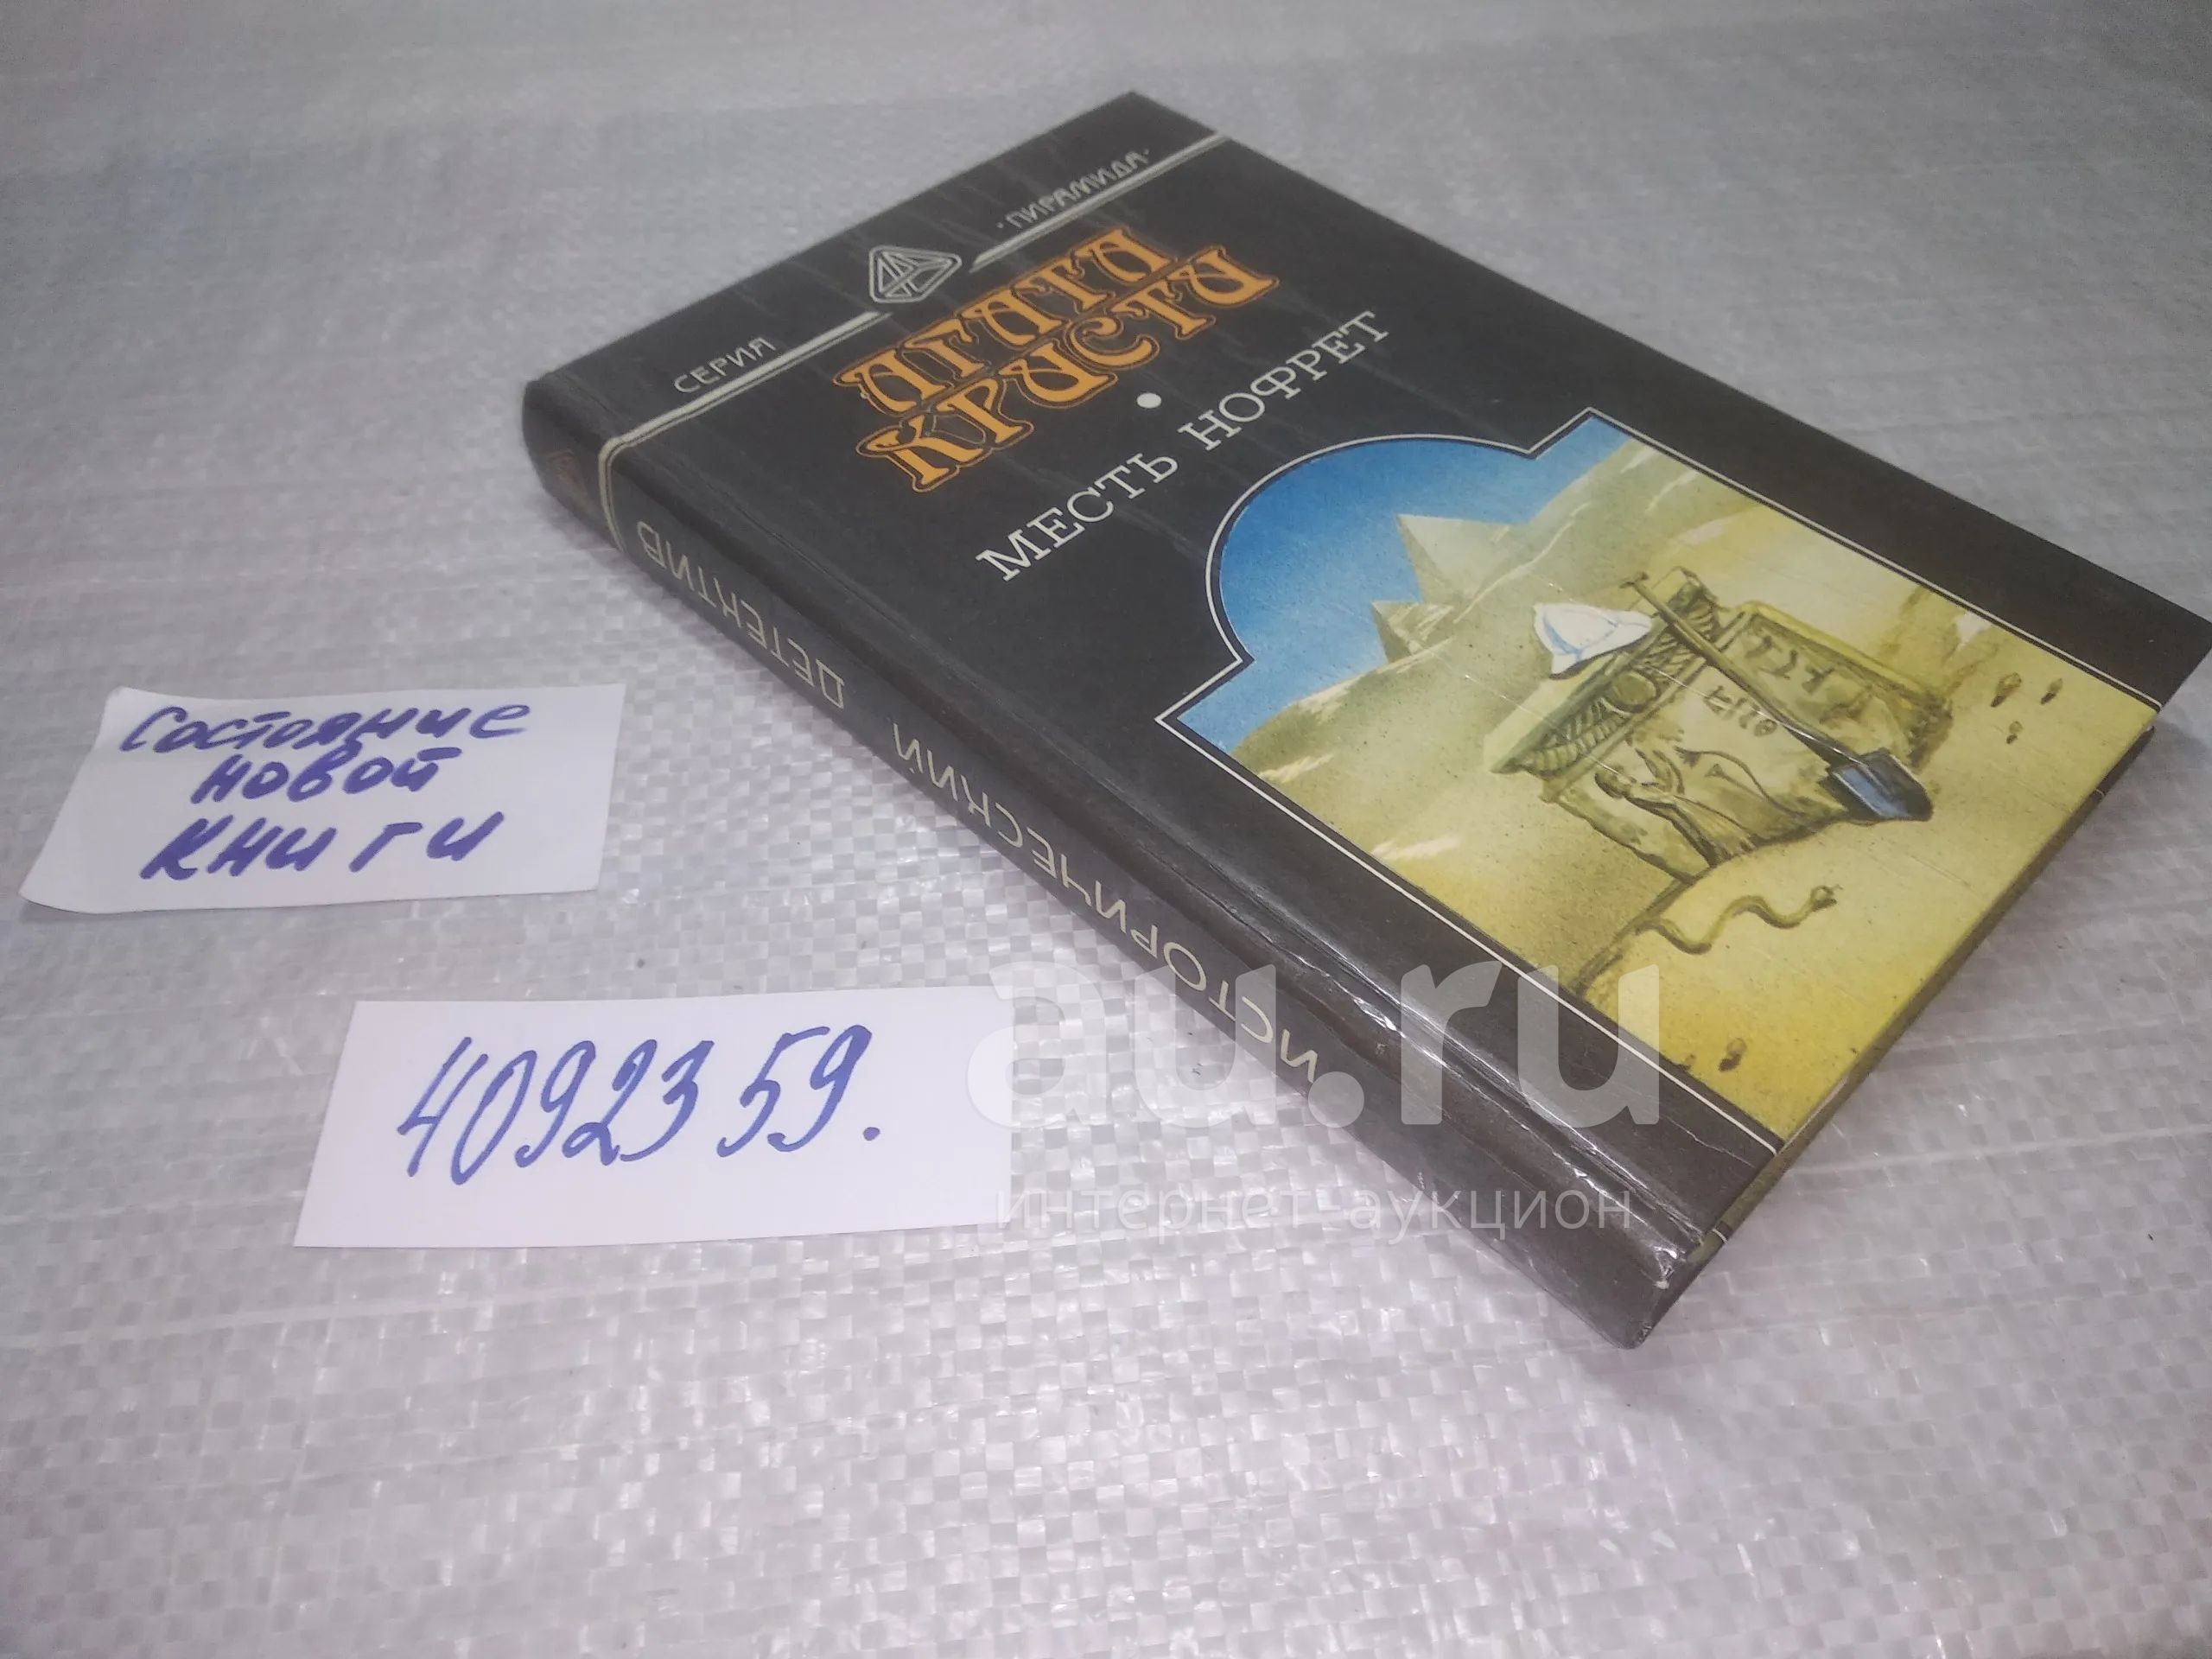 СЕРИЯ
·ПИРАМИДА·
АГАТА
КРИСТИ
МЕСТЬ НОФРЕТ
ИСТОРИЧЕСКИЙ ДЕТЕКТИВ
Состояние
новой
книги
4092359.
au.ru
интернет-аукцион